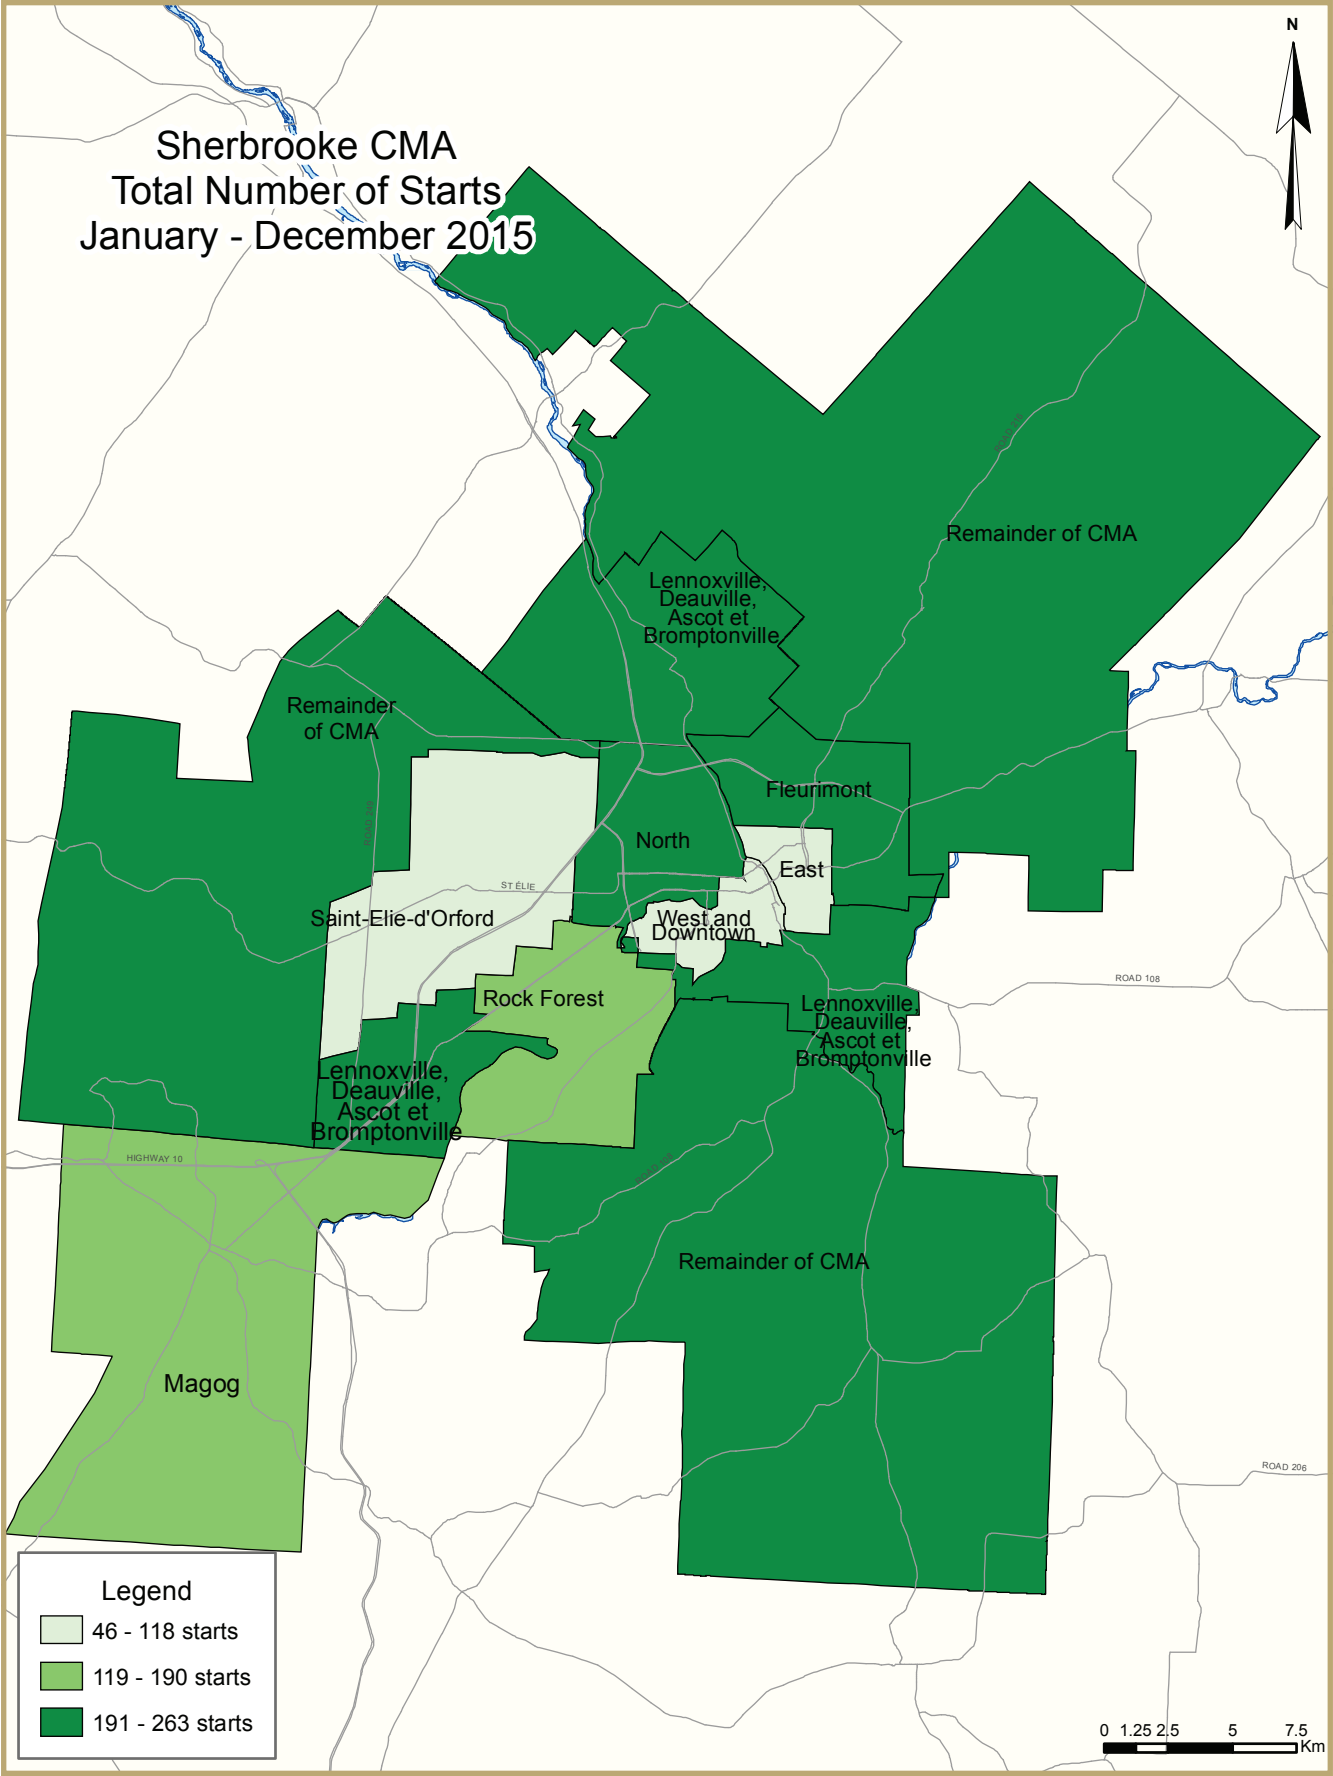 N
Sherbrooke CMA
Total Number of Starts
January - December 2015
Remainder of CMA
Lennoxville,
Deauville,
Ascot et
Bromptonville
Remainder
of CMA
Fleurimont
North
East
ST ÉLIE
Saint-Elie-d'Orford
West and
Downtown
ROAD 108
Rock Forest
Lennoxville,
Deauville,
Ascot et
Bromptonville
Lennoxville,
Deauville,
Ascot et
Bromptonville
HIGHWAY 10
Remainder of CMA
Magog
ROAD 206
Legend
46 - 118 starts
119 - 190 starts
191 - 263 starts
0 1.25 2.5 5 7.5
Km